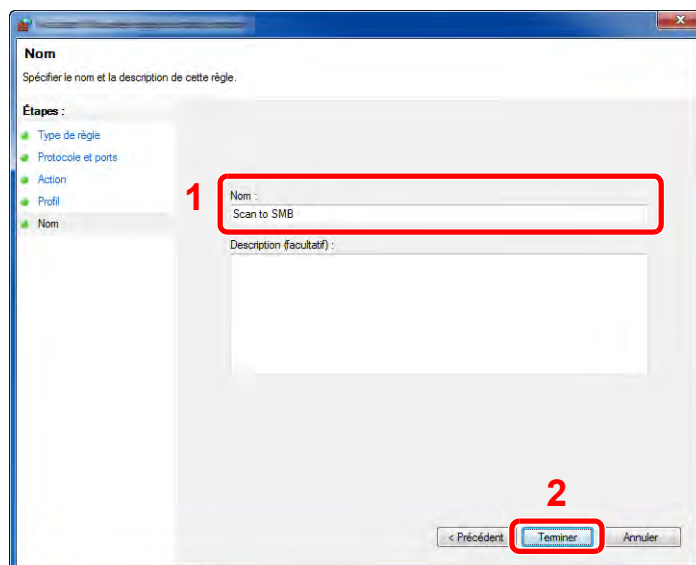 Nom
Spécifier le nom et la description de cette règle.
Étapes :
Type de règle
Protocole et ports
Action
Profil
Nom
1
Nom :
Scan to SMB
Description (facultatif) :
2
< Précédent
Terminer
Annuler